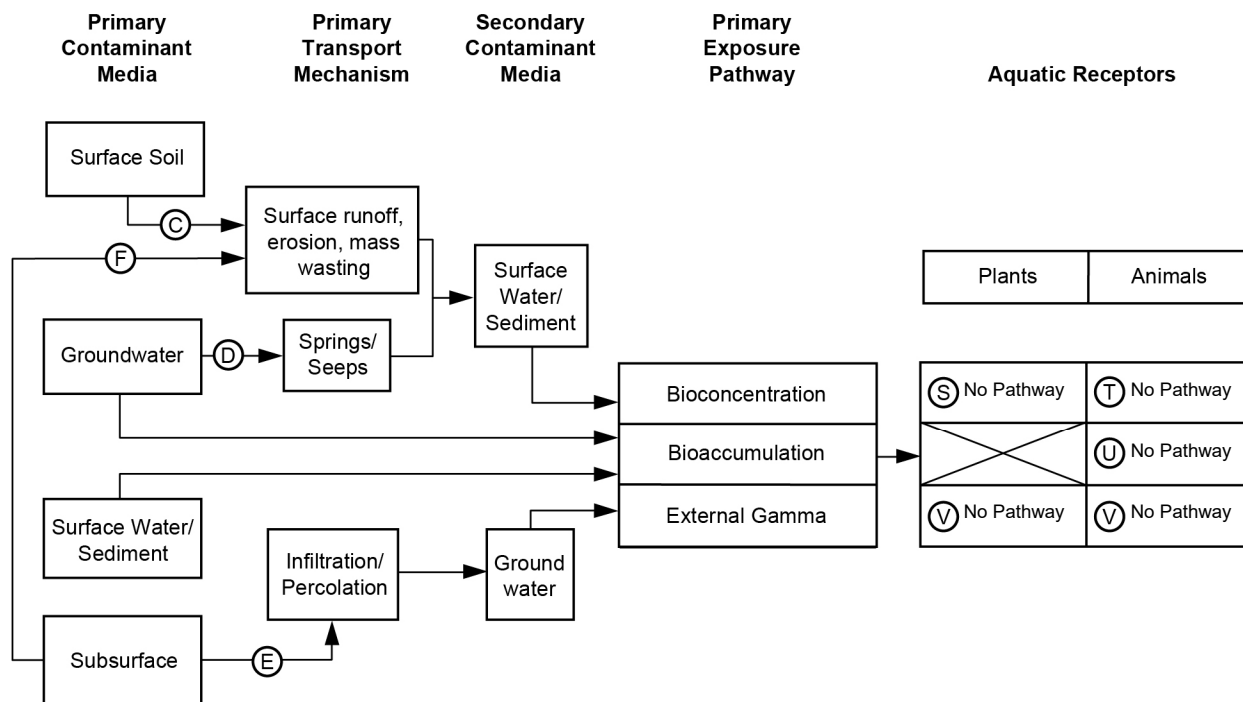 Primary
Contaminant
Media
Primary
Transport
Mechanism
Secondary
Contaminant
Media
Primary
Exposure
Pathway
Aquatic Receptors
Surface Soil
C
F
Surface runoff,
erosion, mass
wasting
Surface
Water/
Sediment
Plants
Animals
Groundwater
D
Springs/
Seeps
Bioconcentration
S No Pathway
T No Pathway
Bioaccumulation
U No Pathway
External Gamma
V No Pathway
V No Pathway
Surface Water/
Sediment
Infiltration/
Percolation
Ground
water
Subsurface
E